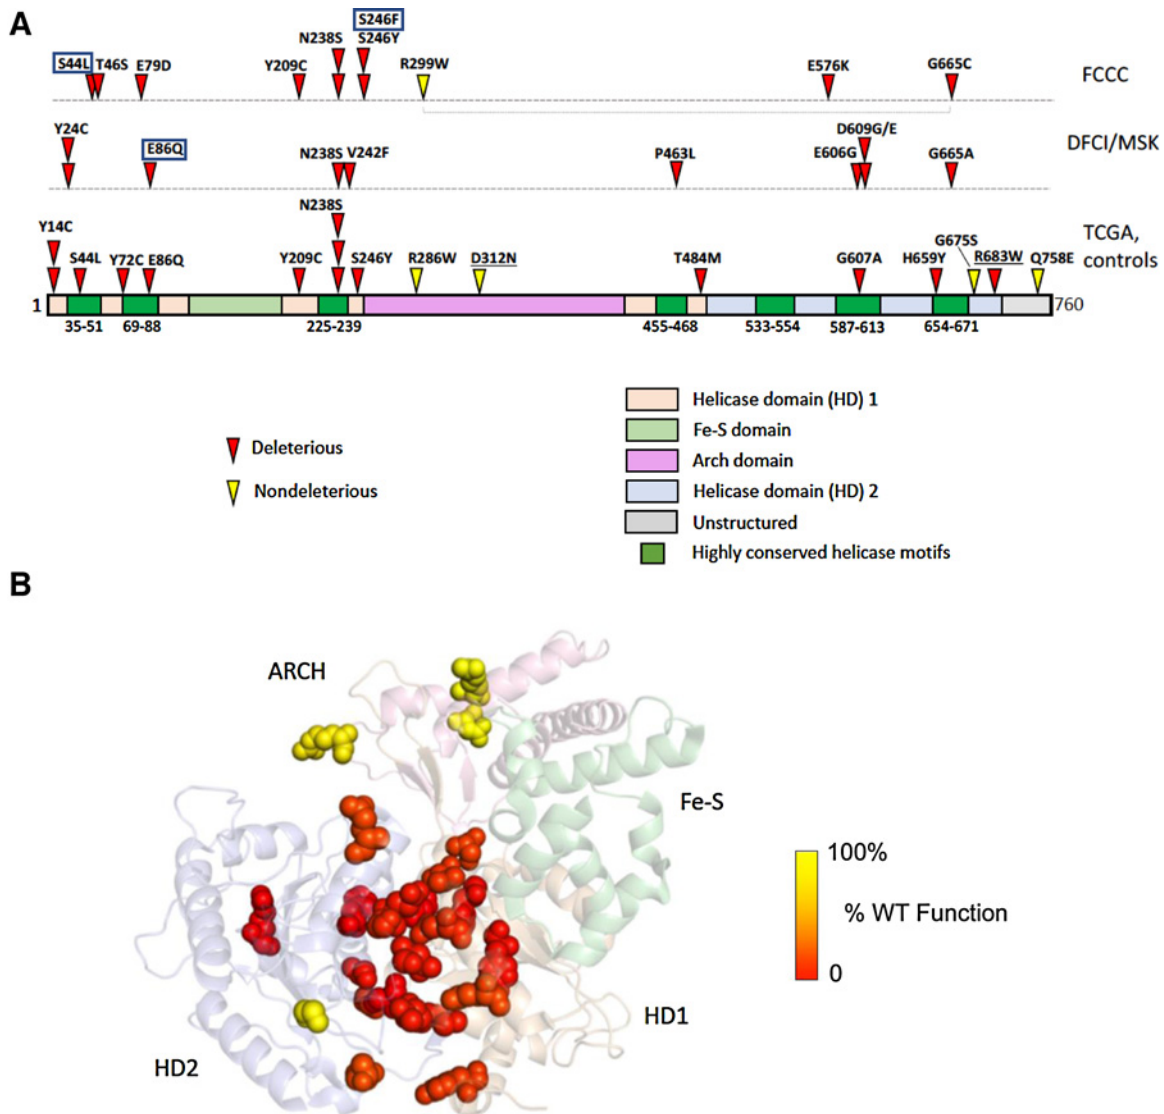 A
S246F
N238S
S246Y
S44L
T46S
E79D
Y209C
R299W
E576K
G665C
FCCC
Y24C
D609G/E
DFCI/MSK
E86Q
N238S
V242F
P463L
E606G
G665A
N238S
Y14C
TCGA,
controls
G675S
S44L
Y72C
E86Q
Y209C
S246Y
R286W
D312N
T484M
G607A
H659Y
R683W
Q758E
1
760
35-51
69-88
225-239
455-468
533-554
587-613
654-671
Helicase domain (HD) 1
Fe-S domain
Deleterious
Arch domain
Nondeleterious
Helicase domain (HD) 2
Unstructured
Highly conserved helicase motifs
B
ARCH
Fe-S
100%
% WT Function
0
HD1
HD2